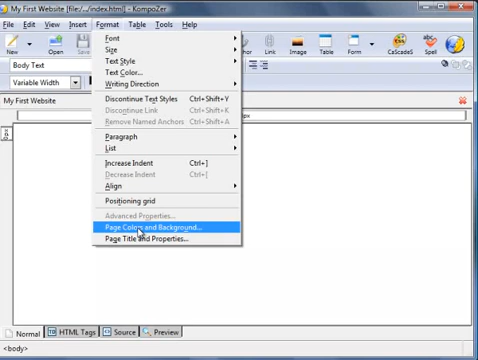 My First Website [file:/.../index.html] - KompoZer
File Edit View Insert Format Table Tools Help
New Open Save Link Image Table Form CaScadeS Spell
Body Text
Variable Width
My First Website
Font
Size
Text Style
Text Color...
Writing Direction
Discontinue Text Styles Ctrl+Shift+Y
Discontinue Link
Remove Named Anchors Ctrl+Shift+R
Paragraph
List
Increase Indent Ctrl+]
Decrease Indent Ctrl+[
Align
Positioning grid
Advanced Properties...
Page Colors and Background...
Page Title and Properties...
Normal HTML Tags Source Preview
<body>